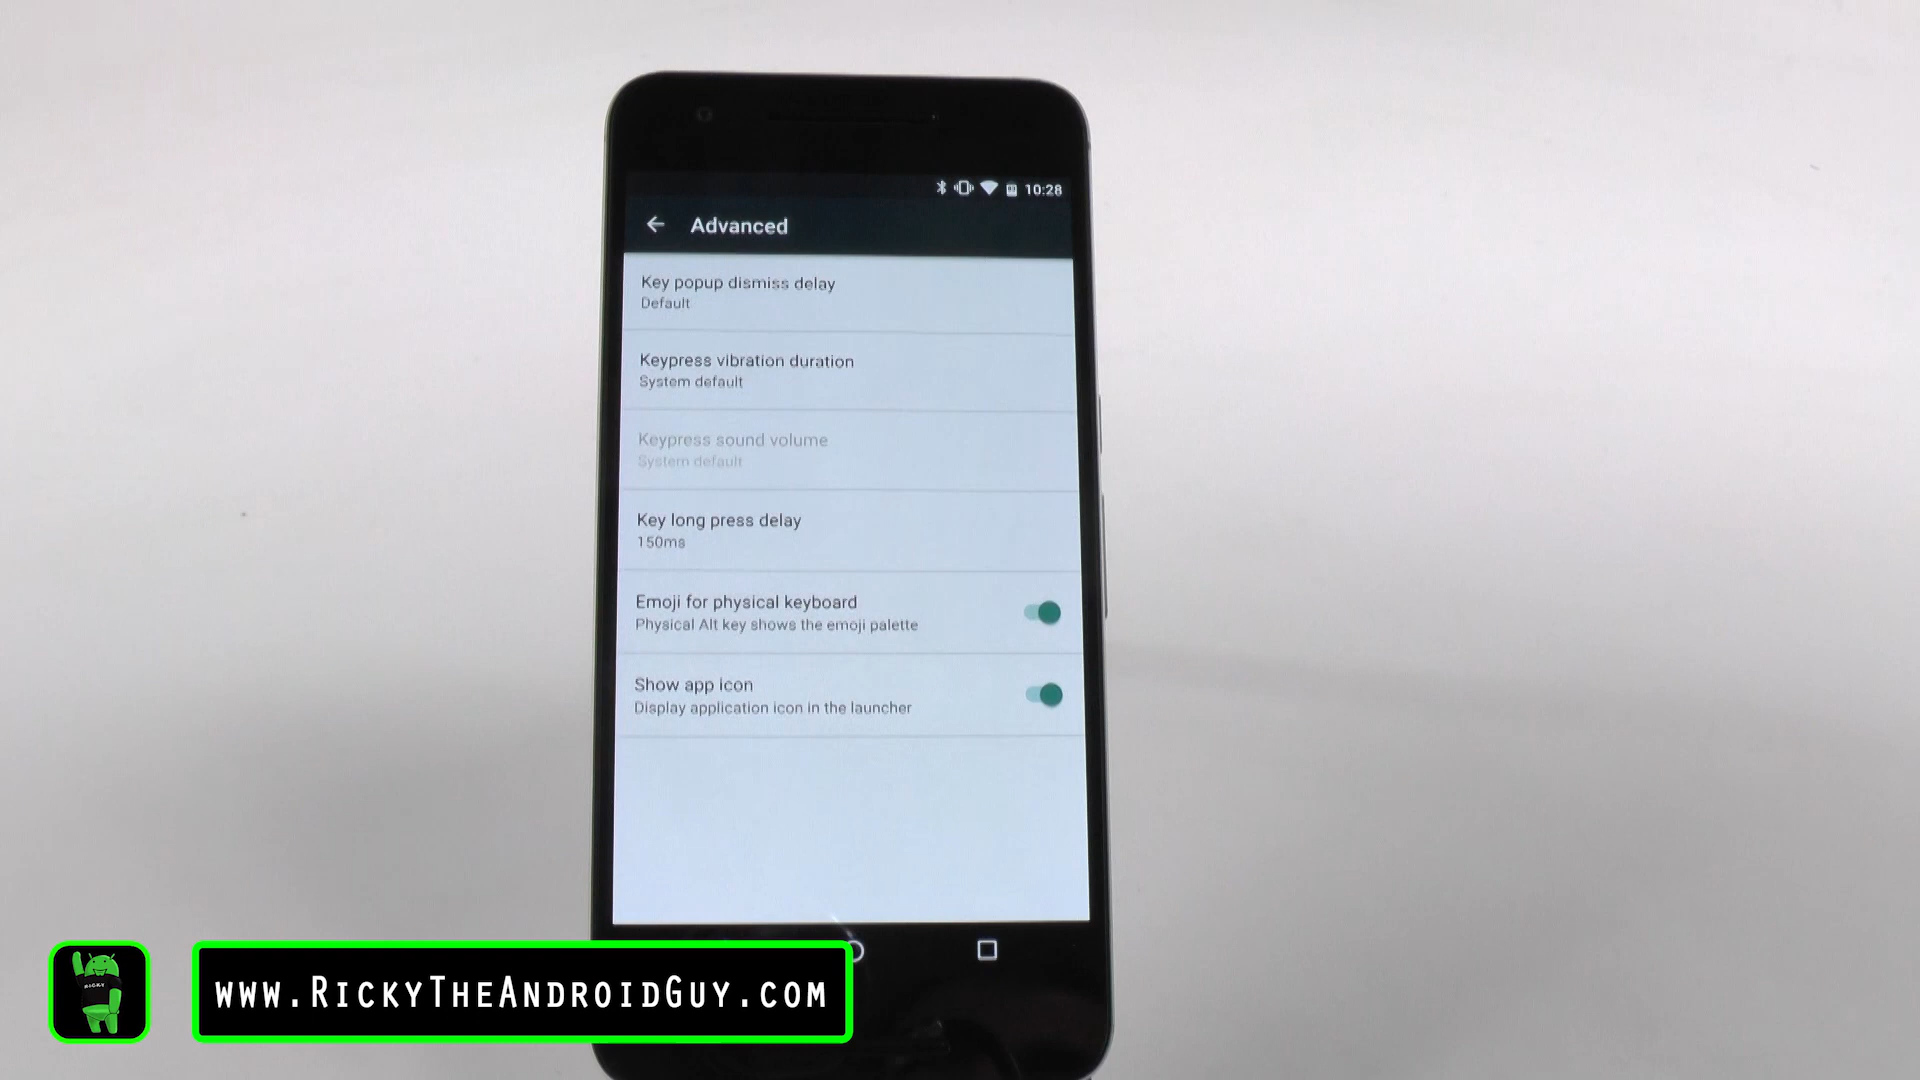 10:28
Advanced
Key popup dismiss delay
Default
Keypress vibration duration
System default
Keypress sound volume
System default
Key long press delay
150ms
Emoji for physical keyboard
Physical Alt key shows the emoji palette
Show app icon
Display application icon in the launcher
RICKY
www.RickyTheAndroidGuy.com